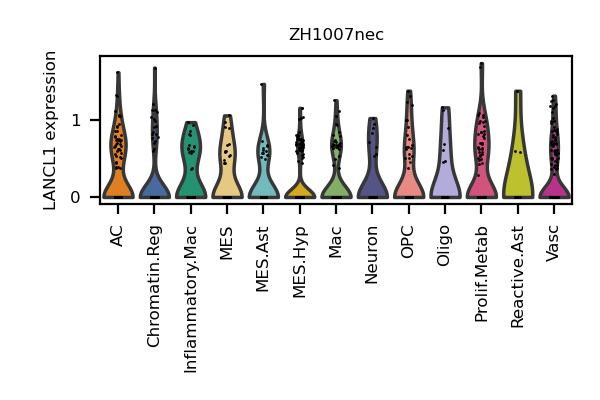 ZH1007nec
LANCL1 expression
1
0
AC
Chromatin.Reg
Inflammatory.Mac
MES
MES.Ast
MES.Hyp
Mac
Neuron
OPC
Oligo
Prolif.Metab
Reactive.Ast
Vasc